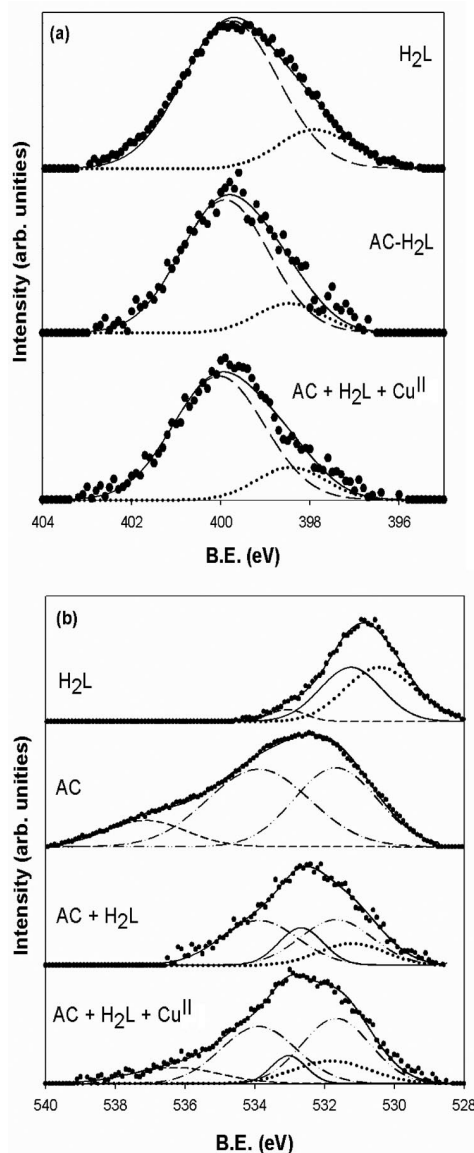 (a)
H₂L
AC-H₂L
AC + H₂L + Cuᴵᴵ
Intensity (arb. unities)
404 402 400 398 396
B.E. (eV)
(b)
H₂L
AC
AC + H₂L
AC + H₂L + Cuᴵᴵ
Intensity (arb. unities)
540 538 536 534 532 530 528
B.E. (eV)